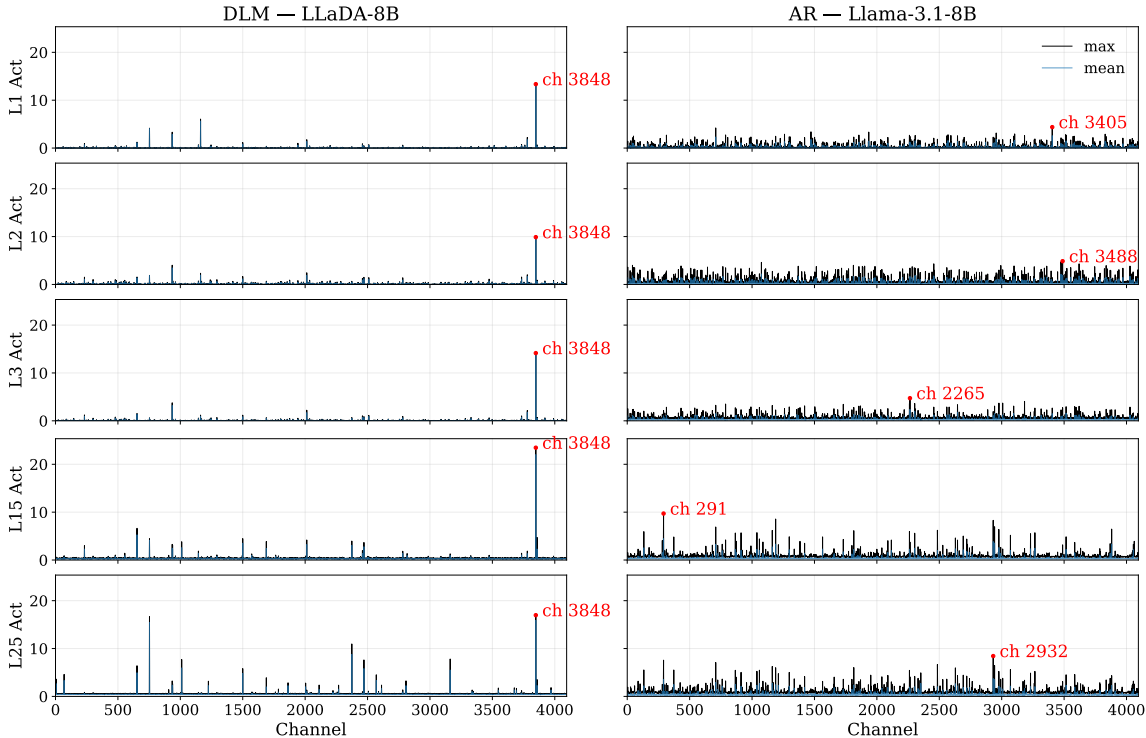 DLM — LLaDA-8B
AR — Llama-3.1-8B
L1 Act
20
10
0
ch 3848
max
mean
ch 3405
L2 Act
20
10
0
ch 3848
ch 3488
L3 Act
20
10
0
ch 3848
ch 2265
L15 Act
20
10
0
ch 3848
ch 291
L25 Act
20
10
0
ch 3848
ch 2932
0 500 1000 1500 2000 2500 3000 3500 4000
0 500 1000 1500 2000 2500 3000 3500 4000
Channel
Channel